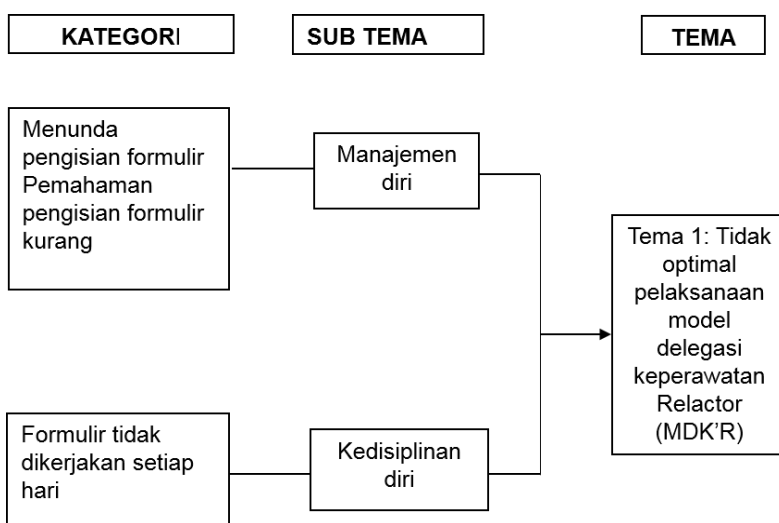 KATEGORI
SUB TEMA
TEMA
Menunda
pengisian formulir
Pemahaman
pengisian formulir
kurang
Manajemen
diri
Tema 1: Tidak
optimal
pelaksanaan
model
delegasi
keperawatan
Relactor
(MDK’R)
Formulir tidak
dikerjakan setiap
hari
Kedisiplinan
diri